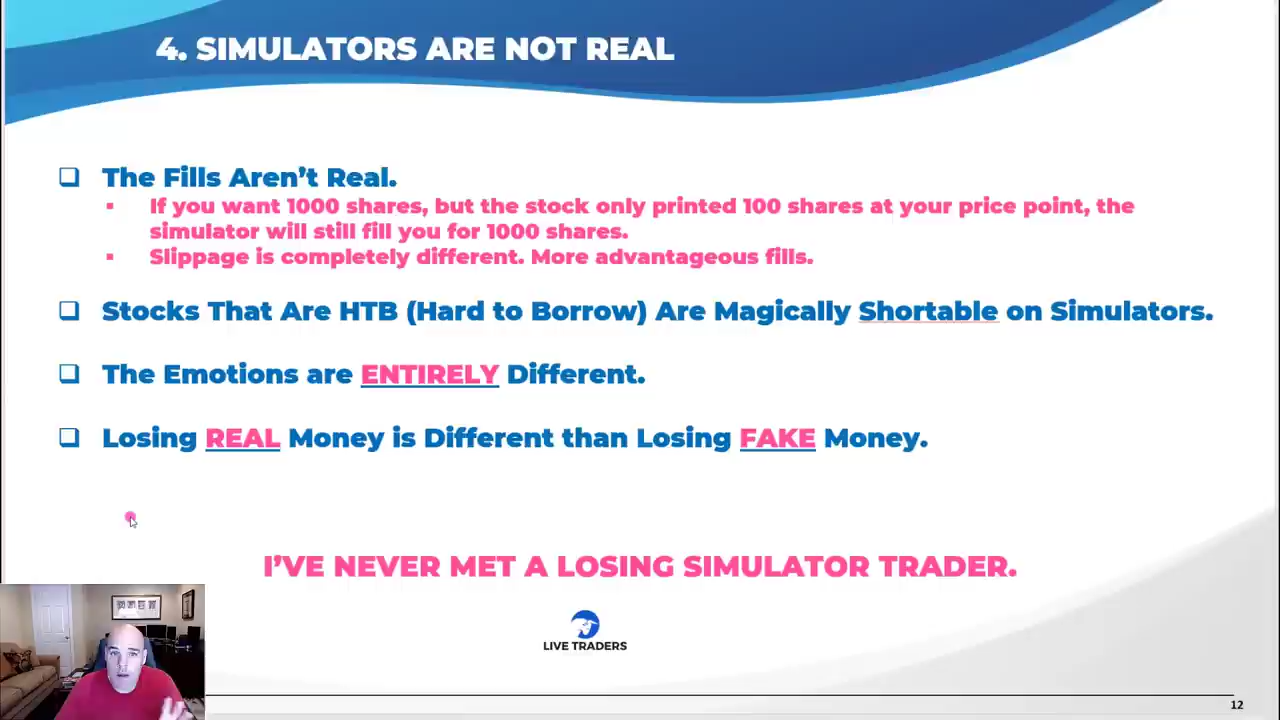 4. SIMULATORS ARE NOT REAL
The Fills Aren't Real.
If you want 1000 shares, but the stock only printed 100 shares at your price point, the
simulator will still fill you for 1000 shares.
Slippage is completely different. More advantageous fills.
Stocks That Are HTB (Hard to Borrow) Are Magically Shortable on Simulators.
The Emotions are ENTIRELY Different.
Losing REAL Money is Different than Losing FAKE Money.
I'VE NEVER MET A LOSING SIMULATOR TRADER.
LIVE TRADERS
12